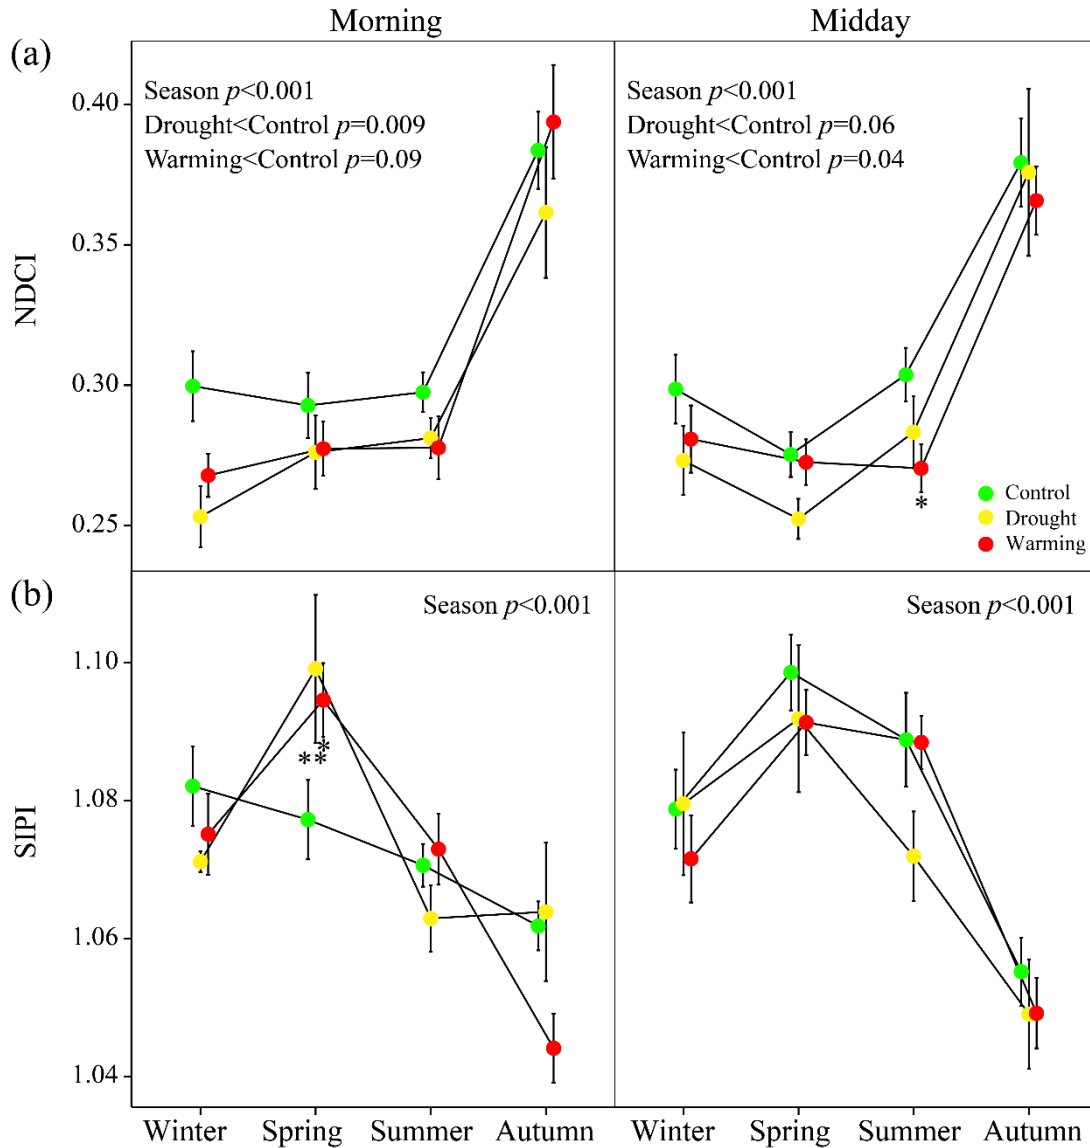 Morning
Midday
(a)
Season p<0.001
Drought<Control p=0.009
Warming<Control p=0.09
Season p<0.001
Drought<Control p=0.06
Warming<Control p=0.04
0.40
0.35
0.30
0.25
NDCI
*
Control
Drought
Warming
(b)
Season p<0.001
Season p<0.001
1.10
1.08
1.06
1.04
SIPI
*
**
Winter Spring Summer Autumn
Winter Spring Summer Autumn